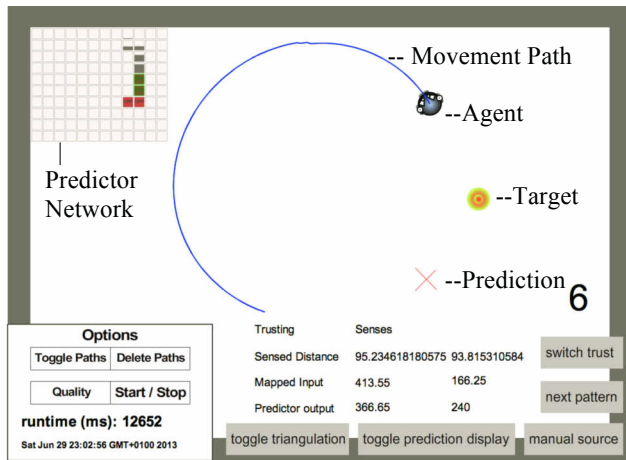 -- Movement Path
--Agent
Predictor
Network
--Target
--Prediction
6
Options
Toggle Paths Delete Paths
Quality Start / Stop
runtime (ms): 12652
Sat Jun 29 23:02:56 GMT+0100 2013
Trusting Senses
Sensed Distance 95.234618180575 93.815310584
Mapped Input 413.55 166.25
Predictor output 366.65 240
switch trust
next pattern
toggle triangulation toggle prediction display manual source